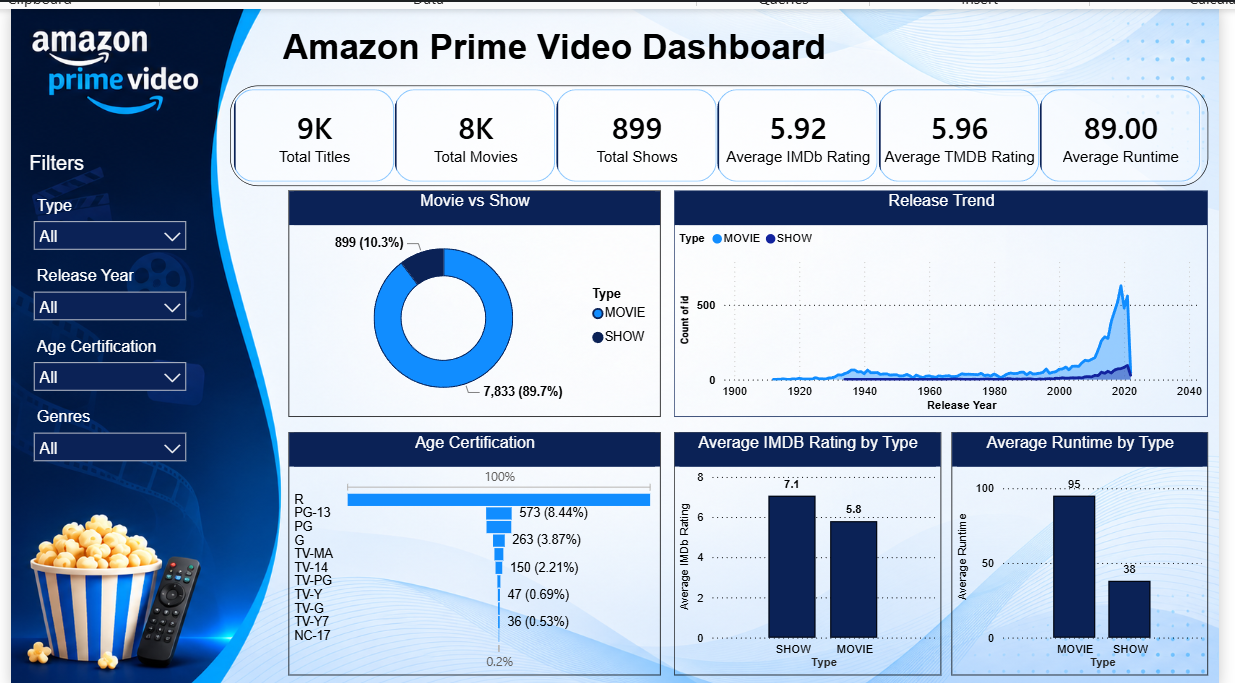 Clipboard
Data
Queries
Insert
amazon
prime video
Amazon Prime Video Dashboard
9K
Total Titles
8K
Total Movies
899
Total Shows
5.92
Average IMDb Rating
5.96
Average TMDB Rating
89.00
Average Runtime
Filters
Type
All
Release Year
All
Age Certification
All
Genres
All
Movie vs Show
899 (10.3%)
7,833 (89.7%)
Type
MOVIE
SHOW
Release Trend
Type MOVIE SHOW
Count of id
500
0
1900 1920 1940 1960 1980 2000 2020 2040
Release Year
Age Certification
100%
R
PG-13 573 (8.44%)
PG
G 263 (3.87%)
TV-MA
TV-14 150 (2.21%)
TV-PG
TV-Y 47 (0.69%)
TV-G
TV-Y7 36 (0.53%)
NC-17
0.2%
Average IMDB Rating by Type
Average IMDb Rating
8
6
4
2
0
7.1
5.8
SHOW MOVIE
Type
Average Runtime by Type
Average Runtime
100
50
0
95
38
MOVIE SHOW
Type